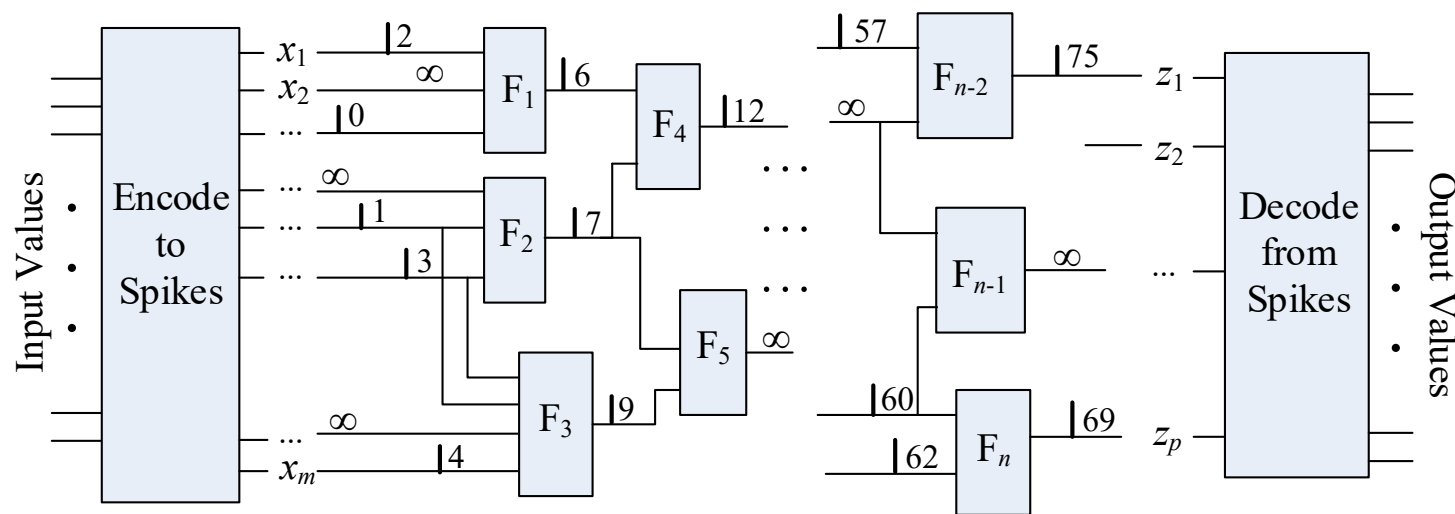 Input Values
Encode
to
Spikes
x1
x2
...
...
...
...
...
xm
2
∞
0
∞
1
3
∞
4
F1
F2
F3
6
7
9
F4
F5
12
∞
...
...
...
57
∞
60
62
Fn-2
Fn-1
Fn
75
∞
69
z1
z2
...
zp
Decode
from
Spikes
Output Values